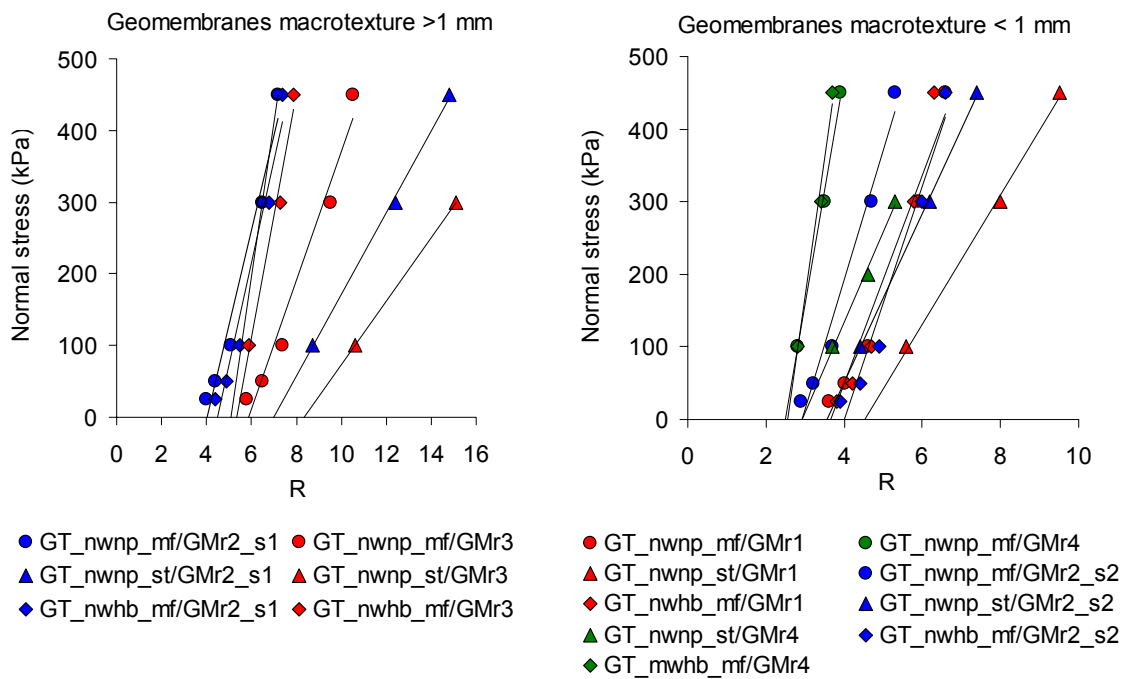 Geomembranes macrotexture >1 mm
500
400
300
200
100
0
Normal stress (kPa)
0 2 4 6 8 10 12 14 16
R
GT_nwnp_mf/GMr2_s1 GT_nwnp_mf/GMr3
GT_nwnp_st/GMr2_s1 GT_nwnp_st/GMr3
GT_nwhb_mf/GMr2_s1 GT_nwhb_mf/GMr3
Geomembranes macrotexture < 1 mm
500
400
300
200
100
0
Normal stress (kPa)
0 2 4 6 8 10
R
GT_nwnp_mf/GMr1 GT_nwnp_mf/GMr4
GT_nwnp_st/GMr1 GT_nwnp_mf/GMr2_s2
GT_nwhb_mf/GMr1 GT_nwnp_st/GMr2_s2
GT_nwnp_st/GMr4 GT_nwhb_mf/GMr2_s2
GT_mwhb_mf/GMr4